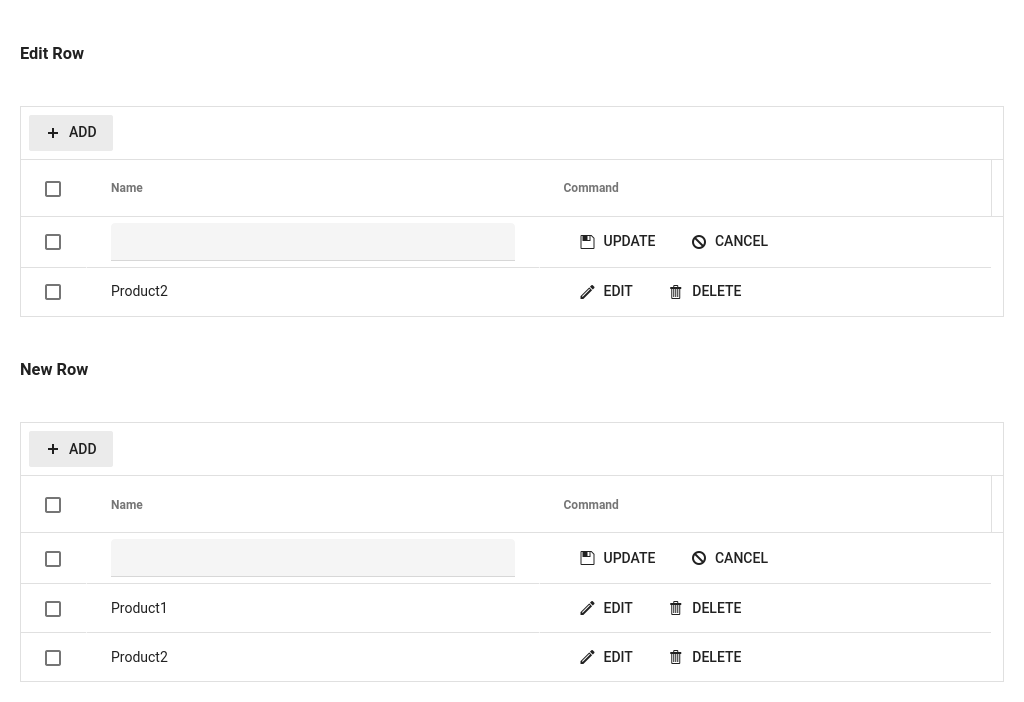 Edit Row
ADD
Name Command
UPDATE CANCEL
Product2 EDIT DELETE
New Row
ADD
Name Command
UPDATE CANCEL
Product1 EDIT DELETE
Product2 EDIT DELETE